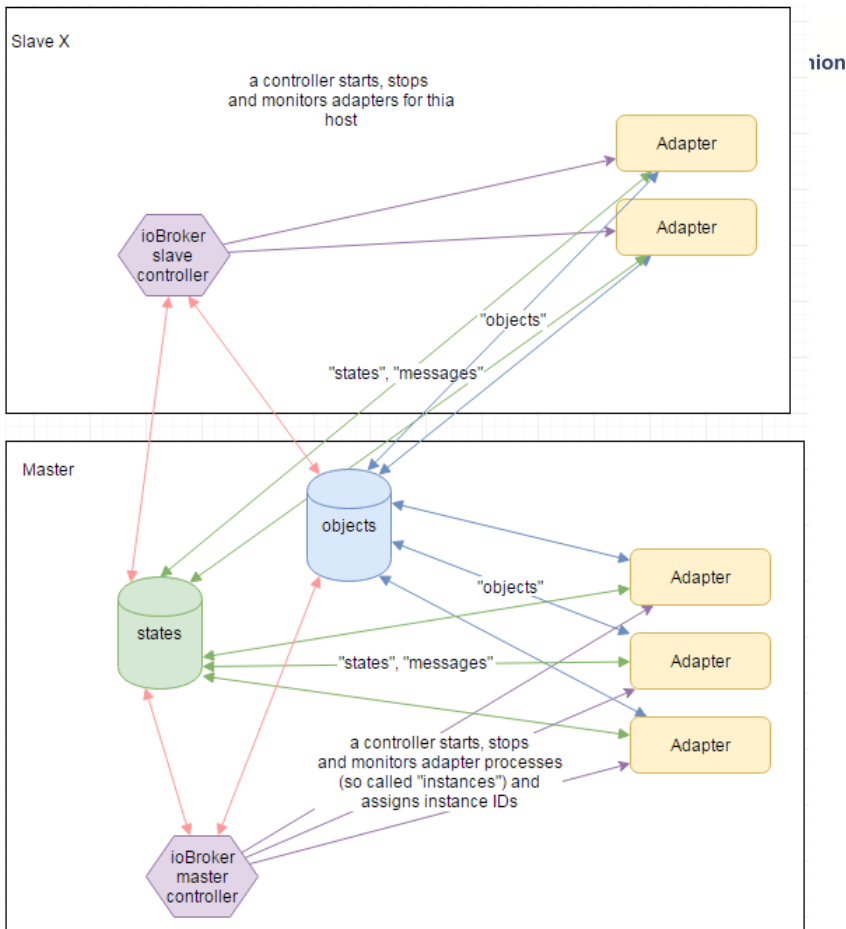 Slave X
nion
a controller starts, stops
and monitors adapters for thia
host
Adapter
Adapter
ioBroker
slave
controller
"objects"
"states", "messages"
Master
objects
Adapter
"objects"
states
Adapter
"states", "messages"
Adapter
a controller starts, stops
and monitors adapter processes
(so called "instances") and
assigns instance IDs
ioBroker
master
controller